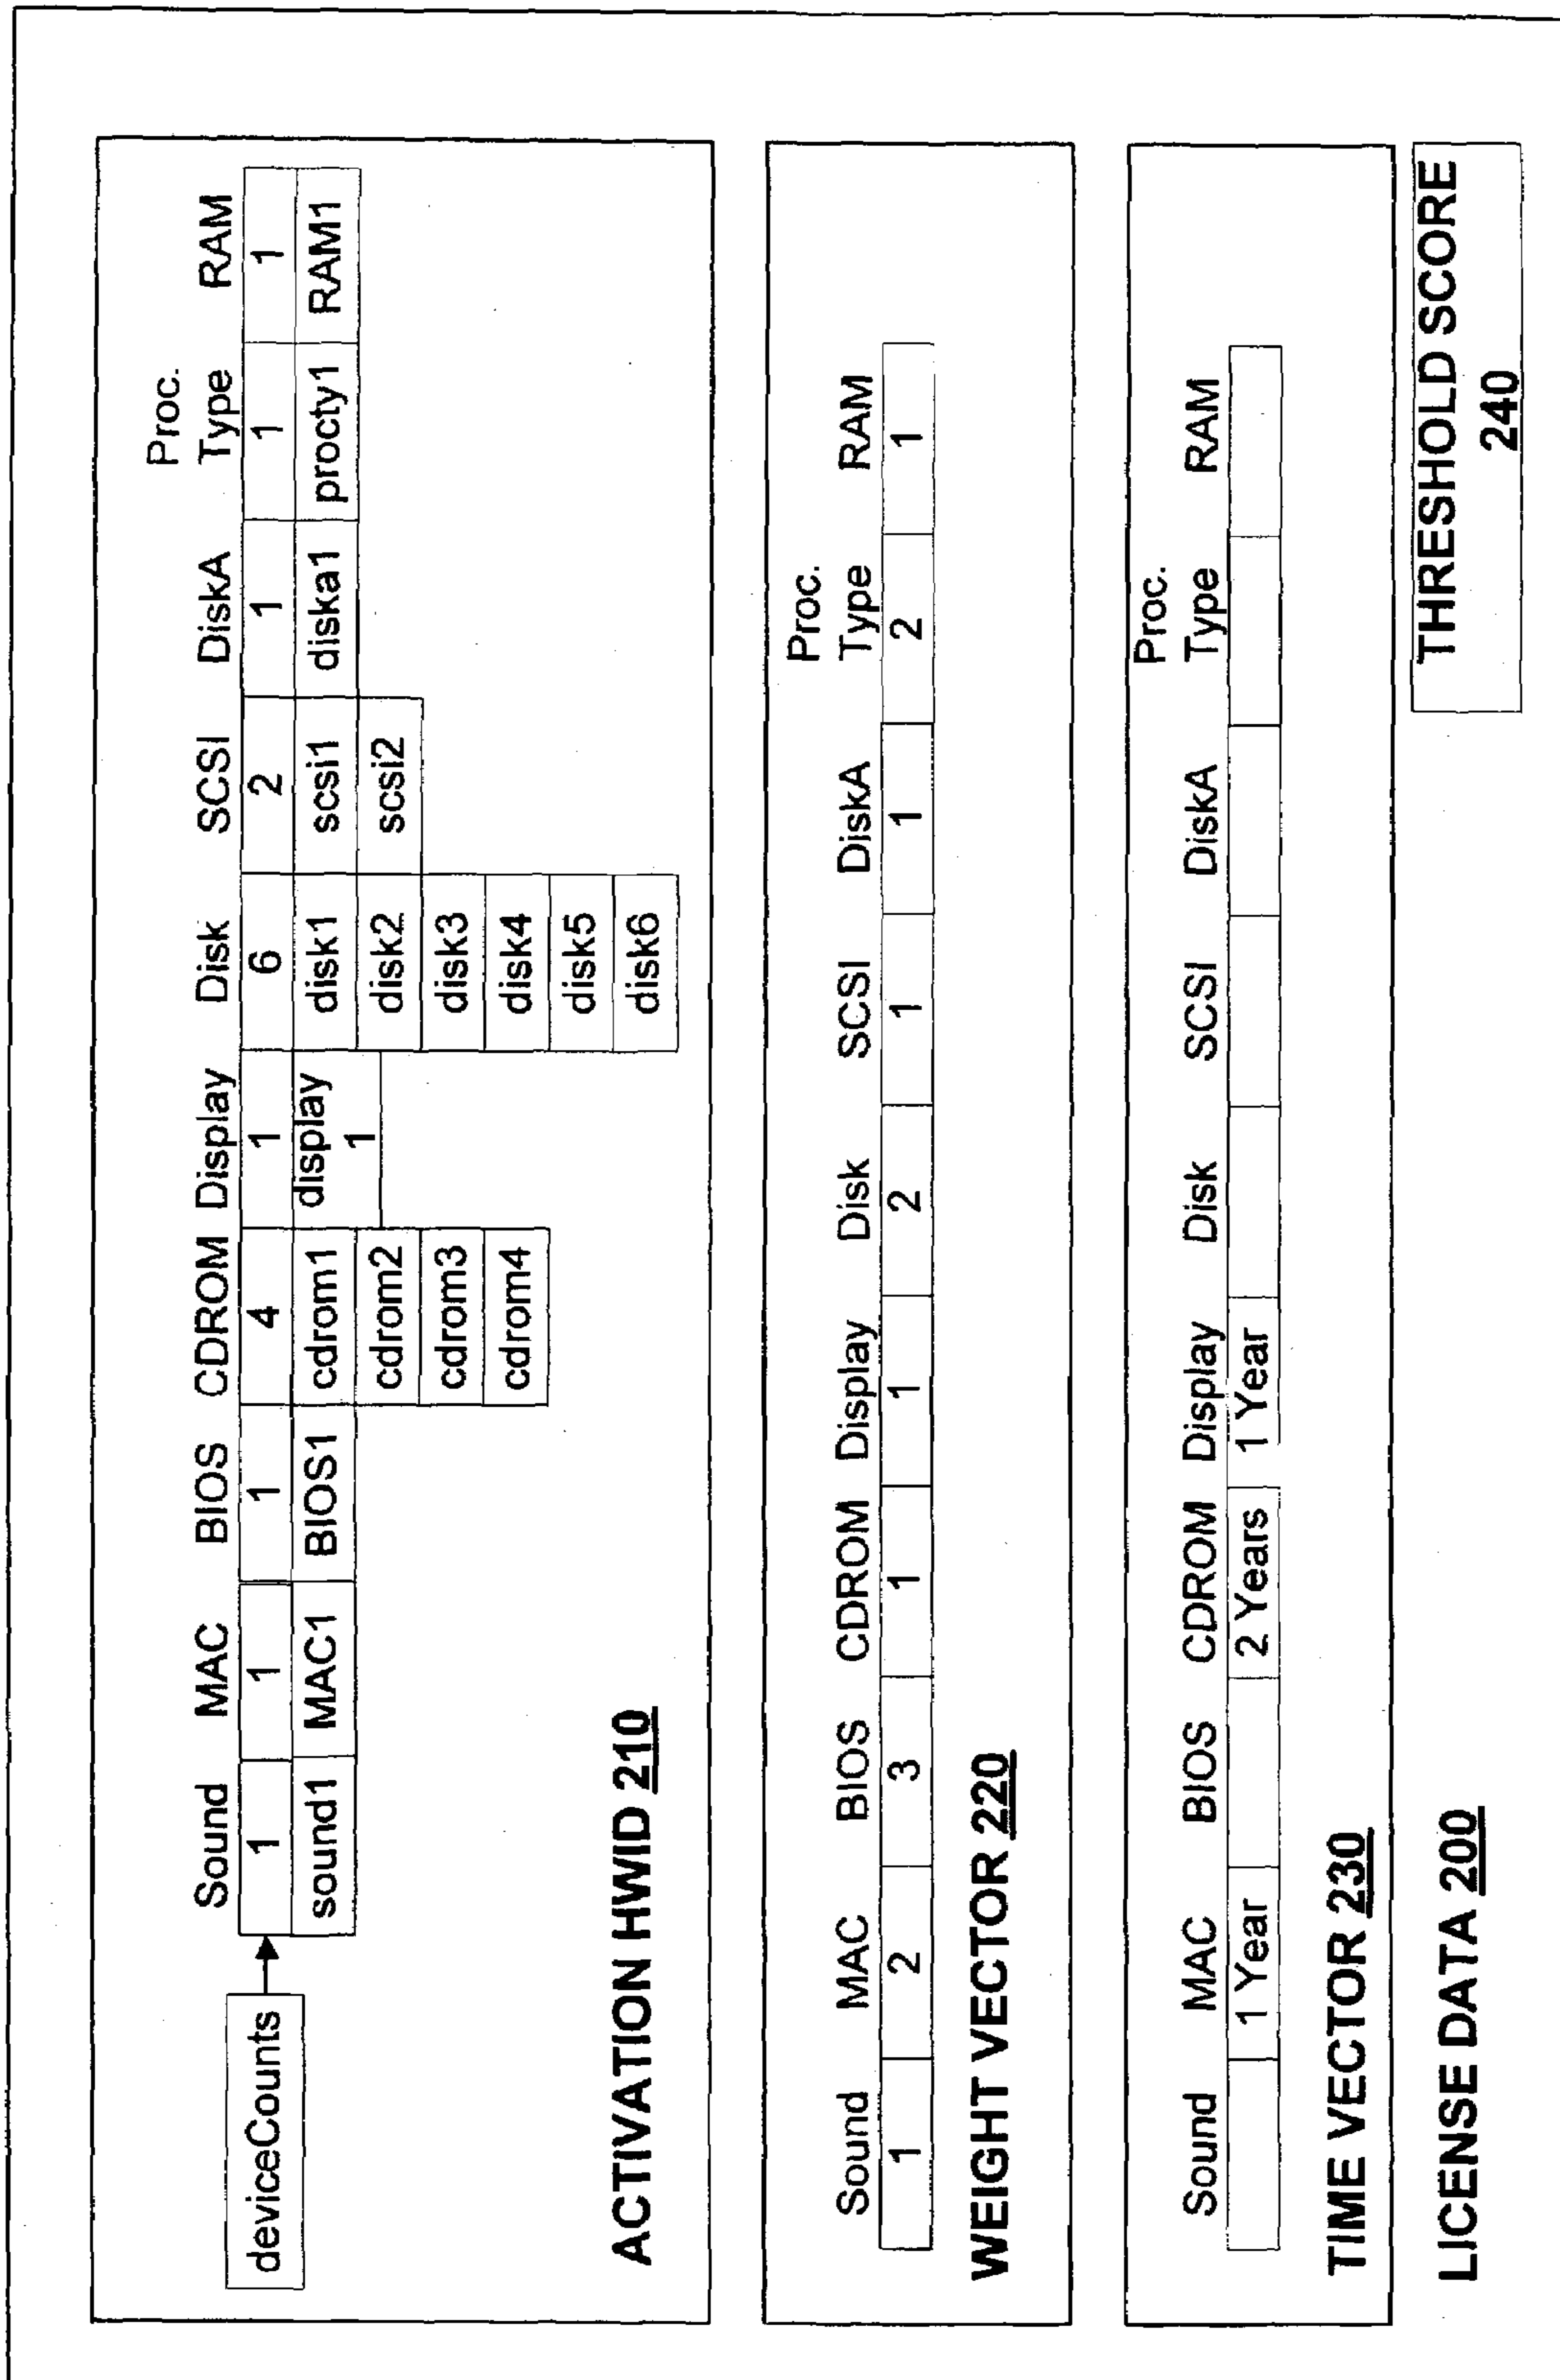 Proc.
Sound MAC BIOS CDROM Display Disk SCSI DiskA Type RAM
deviceCounts 1 1 1 4 1 6 2 1 1 1
sound1 MAC1 BIOS1 cdrom1 display 1 disk1 scsi1 diska1 procty1 RAM1
cdrom2 disk2 scsi2
cdrom3 disk3
cdrom4 disk4
disk5
disk6
ACTIVATION HWID 210
Proc.
Sound MAC BIOS CDROM Display Disk SCSI DiskA Type RAM
1 2 3 1 1 2 1 1 2 1
WEIGHT VECTOR 220
Proc.
Sound MAC BIOS CDROM Display Disk SCSI DiskA Type RAM
1 Year 2 Years 1 Year
TIME VECTOR 230
LICENSE DATA 200
THRESHOLD SCORE
240